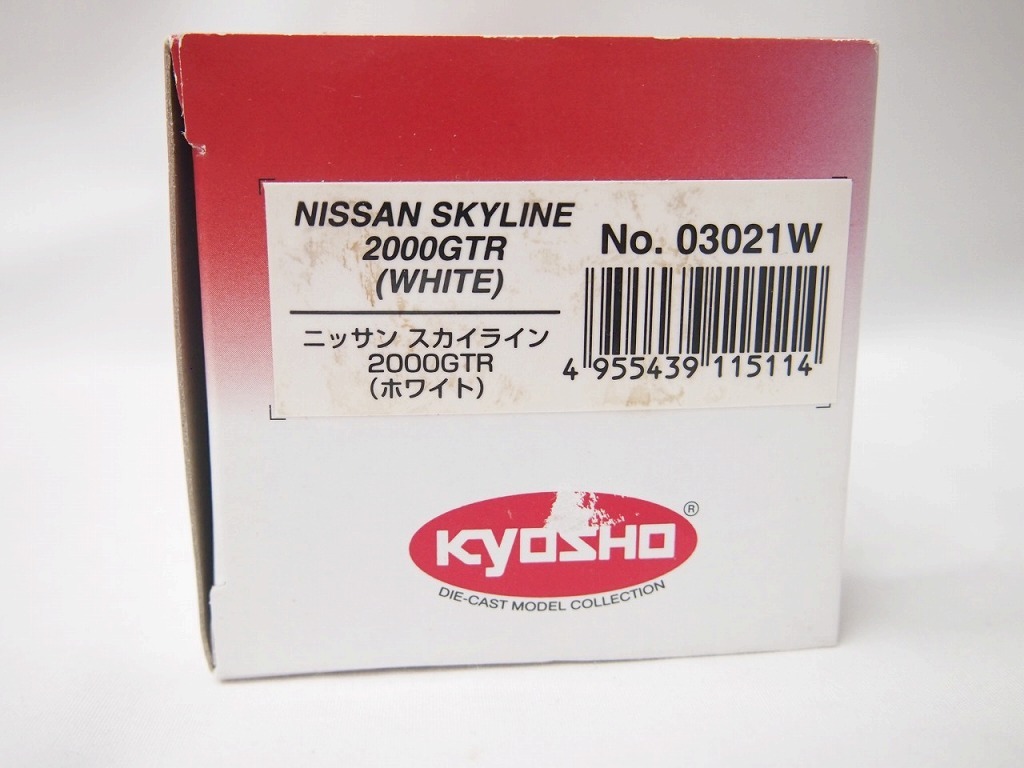 NISSAN SKYLINE
2000GTR
(WHITE)
ニッサン スカイライン
2000GTR
(ホワイト)
No. 03021W
4 955439 115114
KYOSHO ®
DIE-CAST MODEL COLLECTION